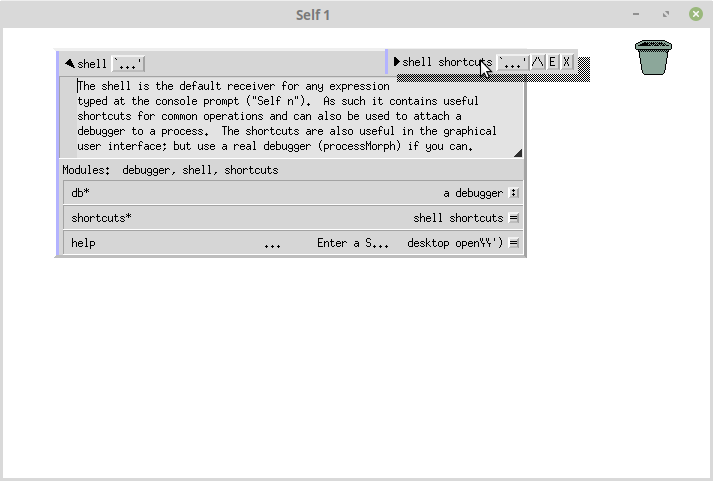 Self 1
shell `...'
shell shortcuts `...' /\ E X
The shell is the default receiver for any expression
typed at the console prompt ("Self n").  As such it contains useful
shortcuts for common operations and can also be used to attach a
debugger to a process.  The shortcuts are also useful in the graphical
user interface; but use a real debugger (processMorph) if you can.
Modules:  debugger, shell, shortcuts
db* a debugger
shortcuts* shell shortcuts
help ... Enter a S... desktop open\'\')